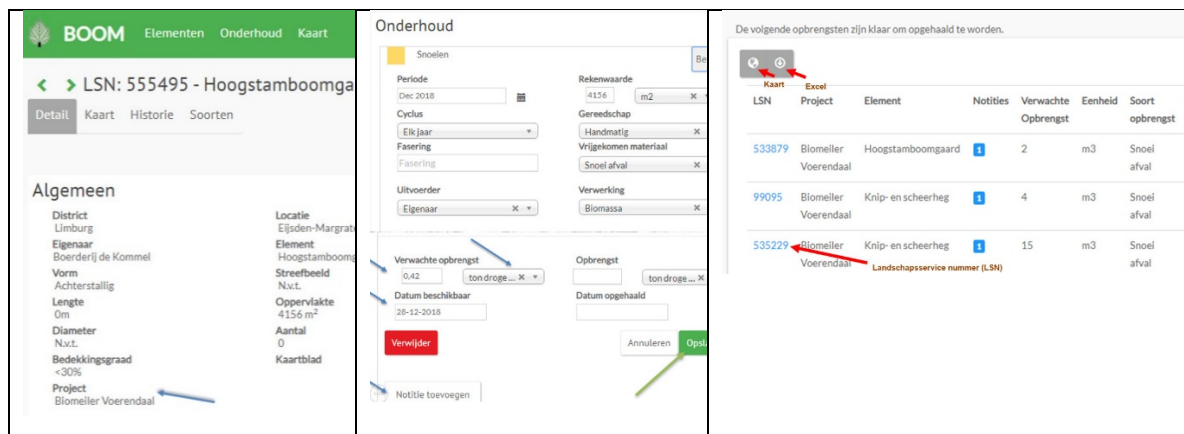 BOOM Elementen Onderhoud Kaart
LSN: 555495 - Hoogstamboomga
Detail Kaart Historie Soorten
Algemeen
District Locatie
Limburg Eijsden-Margrate
Eigenaar Element
Boerderij de Kommel Hoogstamboomg
Vorm Streefbeeld
Achterstallig N.v.t.
Lengte Oppervlakte
0m 4156 m²
Diameter Aantal
N.v.t. 0
Bedekkingsgraad Kaartblad
<30%
Project
Biomeiler Voerendaal
Onderhoud
Snoeien Be
Periode Rekenwaarde
Dec 2018 4156 m2 ×
Cyclus Gereedschap
Elk jaar Handmatig ×
Fasering Vrijgekomen materiaal
Fasering Snoei afval ×
Uitvoerder Verwerking
Eigenaar × Biomassa ×
Verwachte opbrengst Opbrengst
0,42 ton droge ... × ton droge ... ×
Datum beschikbaar Datum opgehaald
28-12-2018
Verwijder Annuleren Opsl
Notitie toevoegen
De volgende opbrengsten zijn klaar om opgehaald te worden.
Kaart Excel
LSN Project Element Notities Verwachte Eenheid Soort
Opbrengst opbrengst
533879 Biomeiler Hoogstamboomgaard 1 2 m3 Snoei
Voerendaal afval
99095 Biomeiler Knip- en scheerheg 1 4 m3 Snoei
Voerendaal afval
535229 Biomeiler Knip- en scheerheg 1 15 m3 Snoei
Voerendaal Landschapsservice nummer (LSN) afval